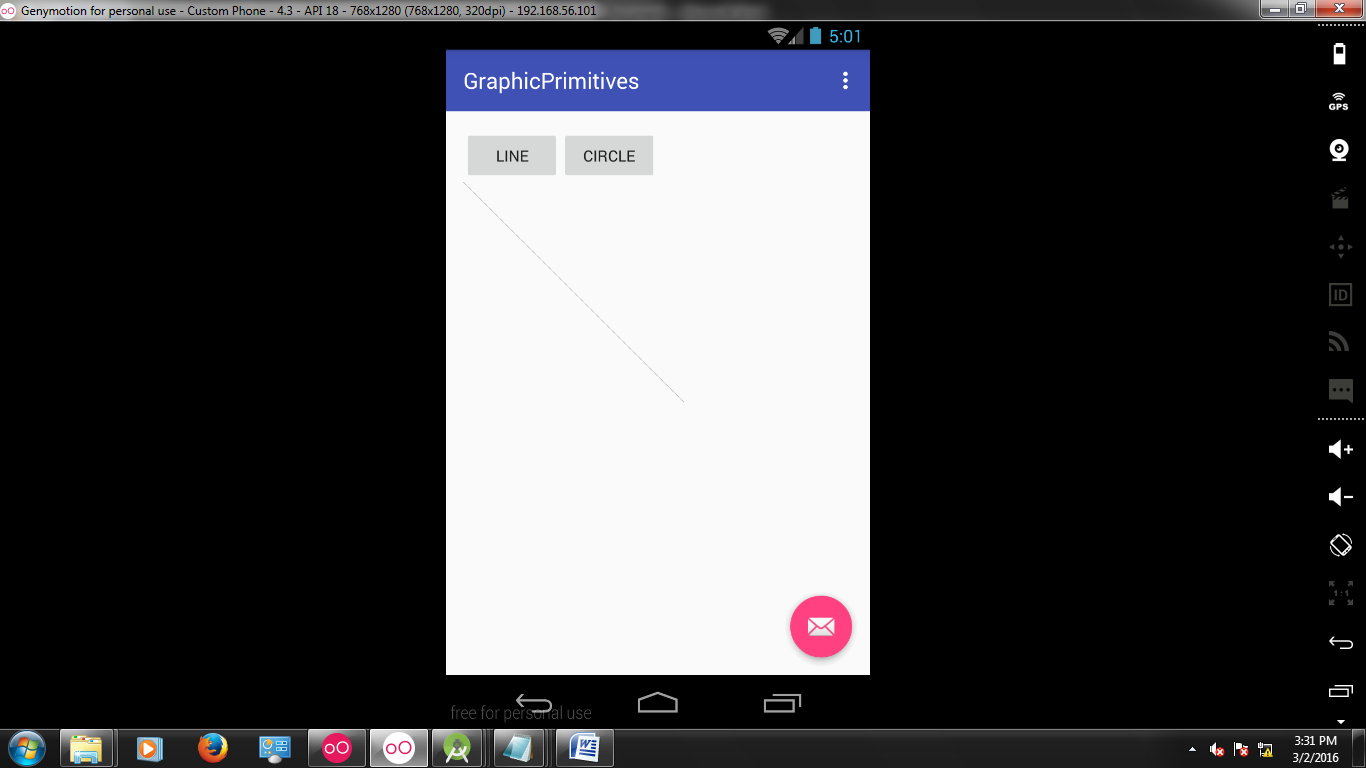 Genymotion for personal use - Custom Phone - 4.3 - API 18 - 768x1280 (768x1280, 320dpi) - 192.168.56.101
5:01
GraphicPrimitives
LINE CIRCLE
GPS
ID
1:1
free for personal use
3:31 PM
3/2/2016